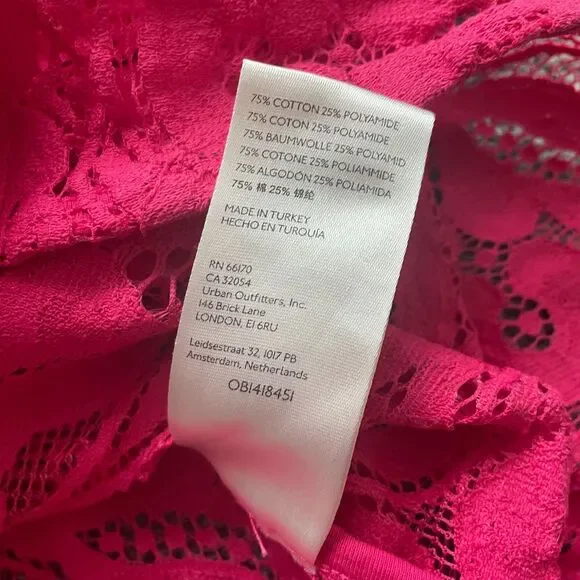 75% COTTON 25% POLYAMIDE
75% COTON 25% POLYAMIDE
75% BAUMWOLLE 25% POLYAMID
75% COTONE 25% POLIAMMIDE
75% ALGODÓN 25% POLIAMIDA
75% 棉 25% 锦纶
MADE IN TURKEY
HECHO EN TURQUÍA
RN 66170
CA 32054
Urban Outfitters, Inc.
146 Brick Lane
LONDON, E1 6RU
Leidsestraat 32, 1017 PB
Amsterdam, Netherlands
OB1418451